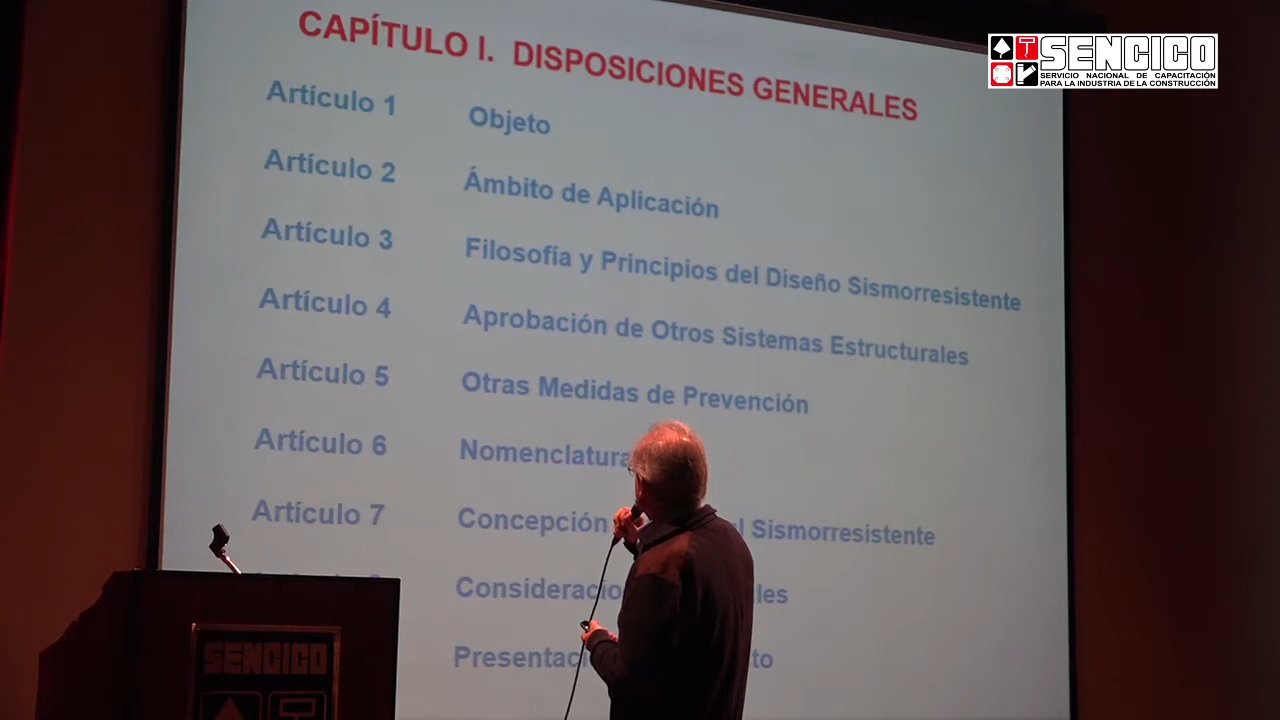 CAPÍTULO I. DISPOSICIONES GENERALES
SENCICO
SERVICIO NACIONAL DE CAPACITACIÓN
PARA LA INDUSTRIA DE LA CONSTRUCCIÓN
Artículo 1 Objeto
Artículo 2 Ámbito de Aplicación
Artículo 3 Filosofía y Principios del Diseño Sismorresistente
Artículo 4 Aprobación de Otros Sistemas Estructurales
Artículo 5 Otras Medidas de Prevención
Artículo 6 Nomenclatura
Artículo 7 Concepción Sismorresistente
SENCICO